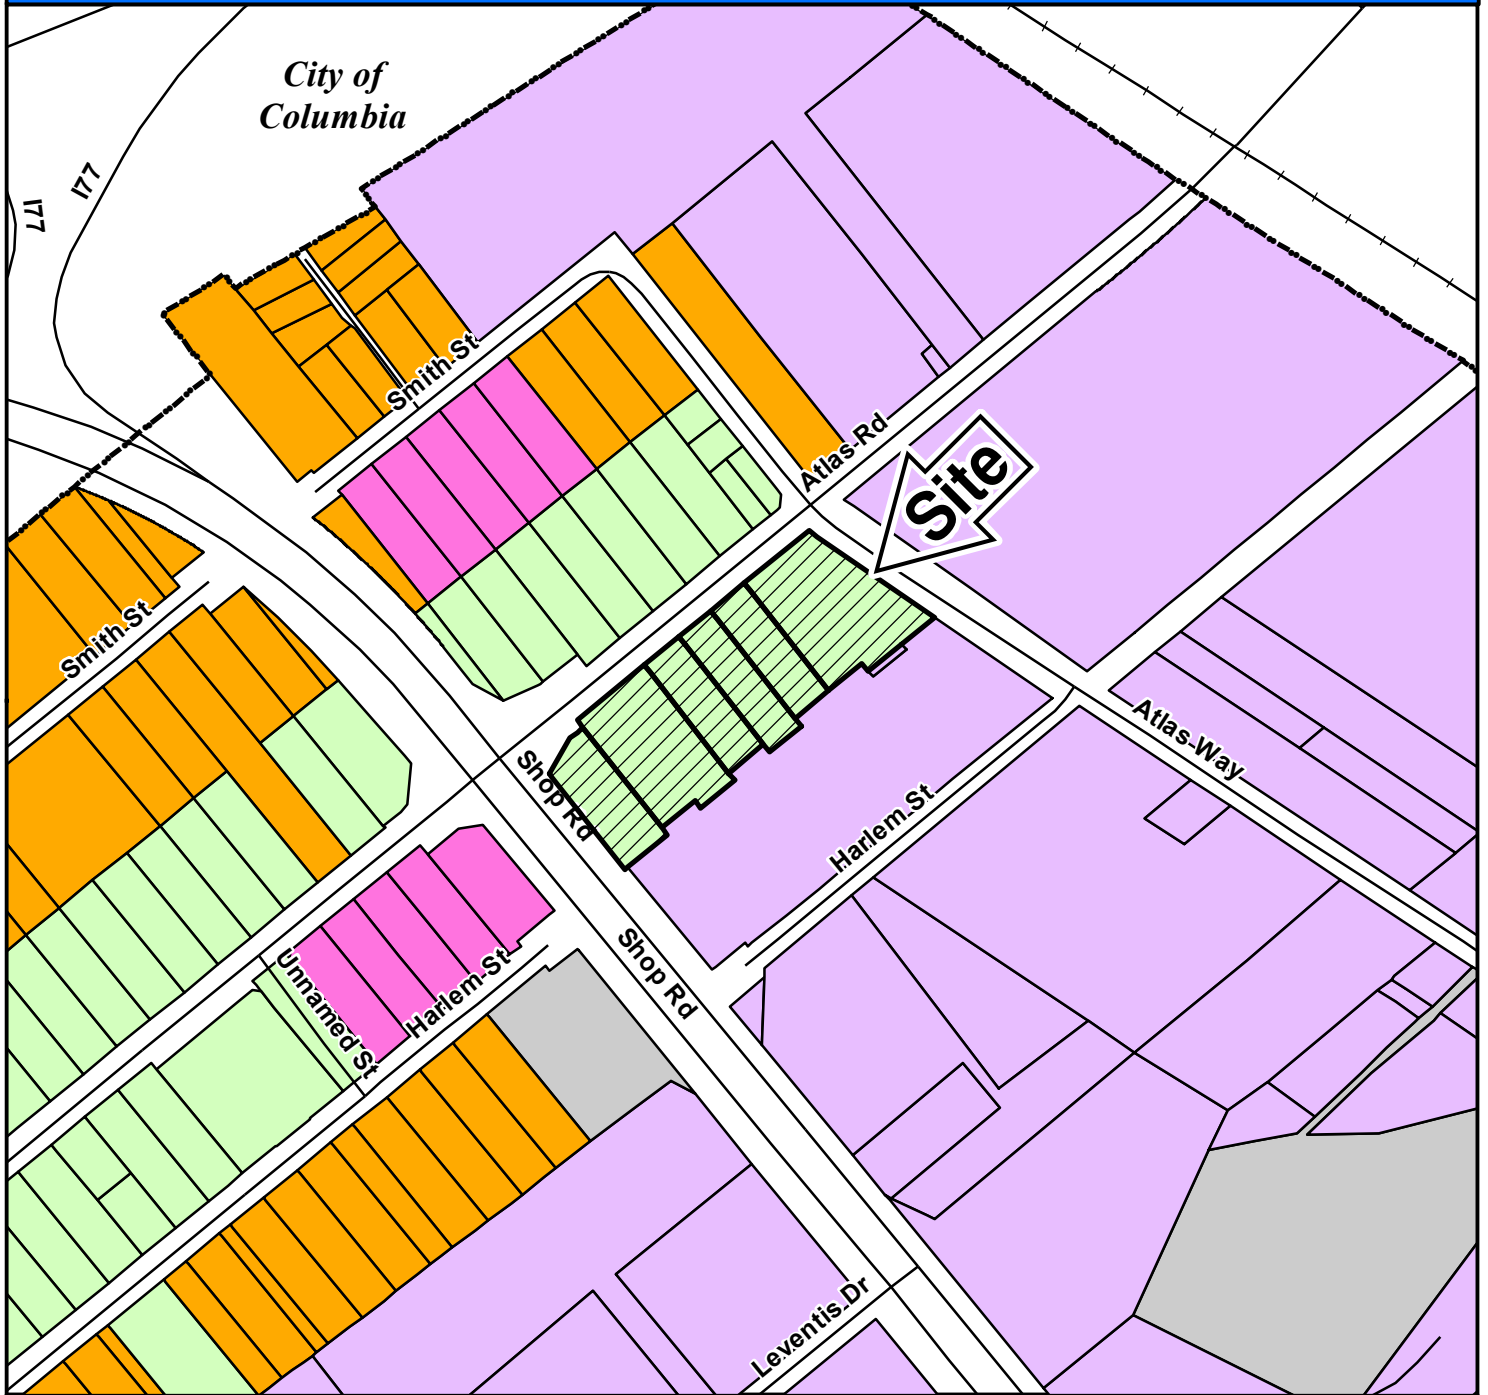 City of
Columbia
I77
I77
Smith St
Atlas Rd
Site
Smith St
Shop Rd
Atlas Way
Harlem St
Unnamed St
Harlem St
Shop Rd
Leventis Dr